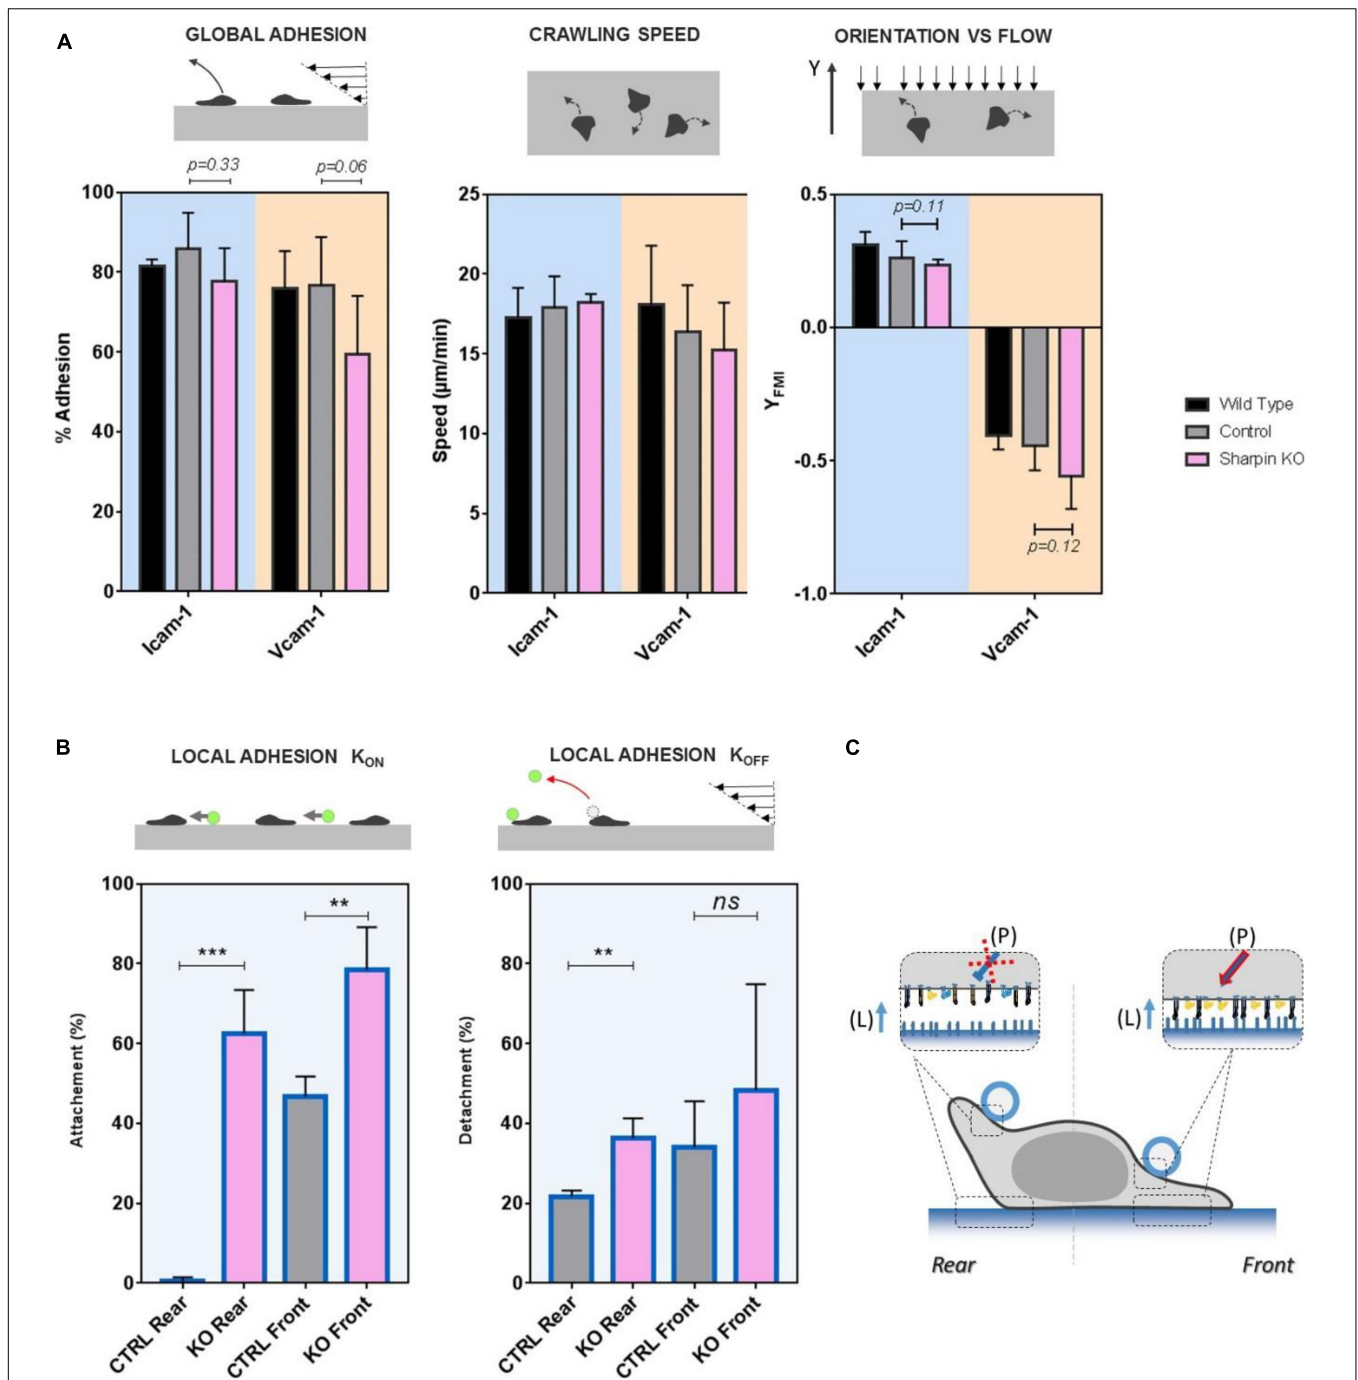 A
GLOBAL ADHESION
p=0.33
p=0.06
100
80
60
40
20
0
% Adhesion
Icam-1
Vcam-1
CRAWLING SPEED
25
20
15
10
5
0
Speed (µm/min)
Icam-1
Vcam-1
ORIENTATION VS FLOW
Y
0.5
0.0
-0.5
-1.0
YFMI
p=0.11
p=0.12
Icam-1
Vcam-1
Wild Type
Control
Sharpin KO
B
LOCAL ADHESION KON
100
80
60
40
20
0
Attachement (%)
***
**
CTRL Rear
KO Rear
CTRL Front
KO Front
LOCAL ADHESION KOFF
100
80
60
40
20
0
Detachment (%)
**
ns
CTRL Rear
KO Rear
CTRL Front
KO Front
C
(P)
(L)
(P)
(L)
Rear
Front